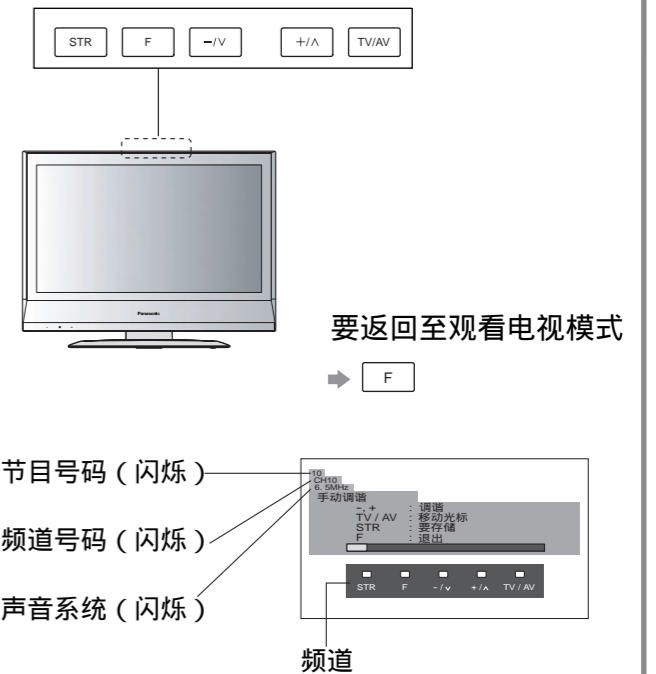 STR F −/∨ +/∧ TV/AV
Panasonic
要返回至观看电视模式
F
节目号码 ( 闪烁 )
频道号码 ( 闪烁 )
声音系统 ( 闪烁 )
10
CH10
6. 5MHz
手动调谐
−, + : 调谐
TV / AV : 移动光标
STR : 要存储
F : 退出
STR F − / ∨ + / ∧ TV / AV
频道